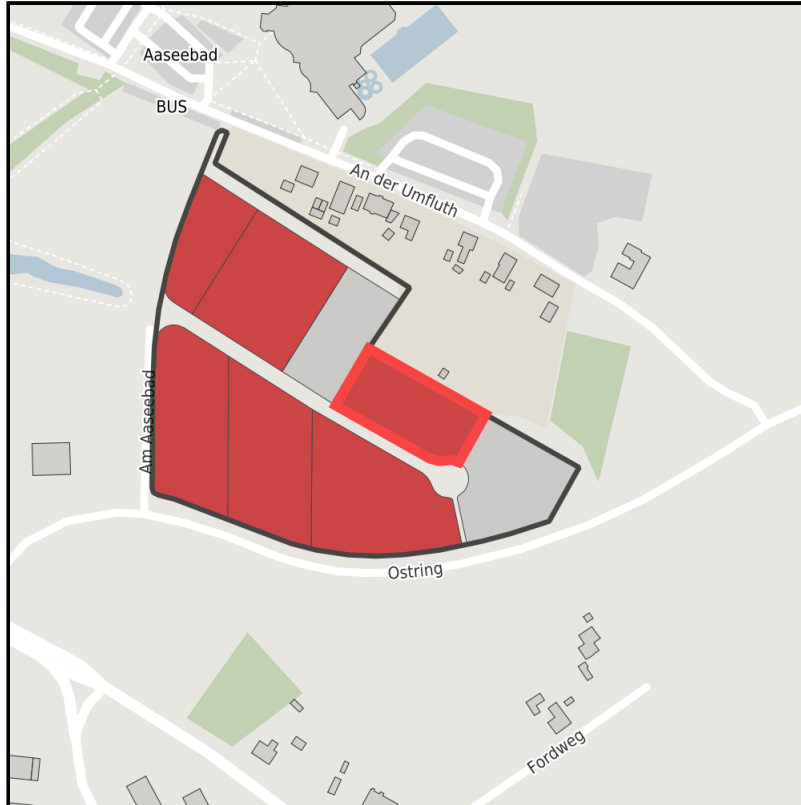 Aaseebad
BUS
An der Umfluth
Am Aaseebad
Ostring
Fordweg